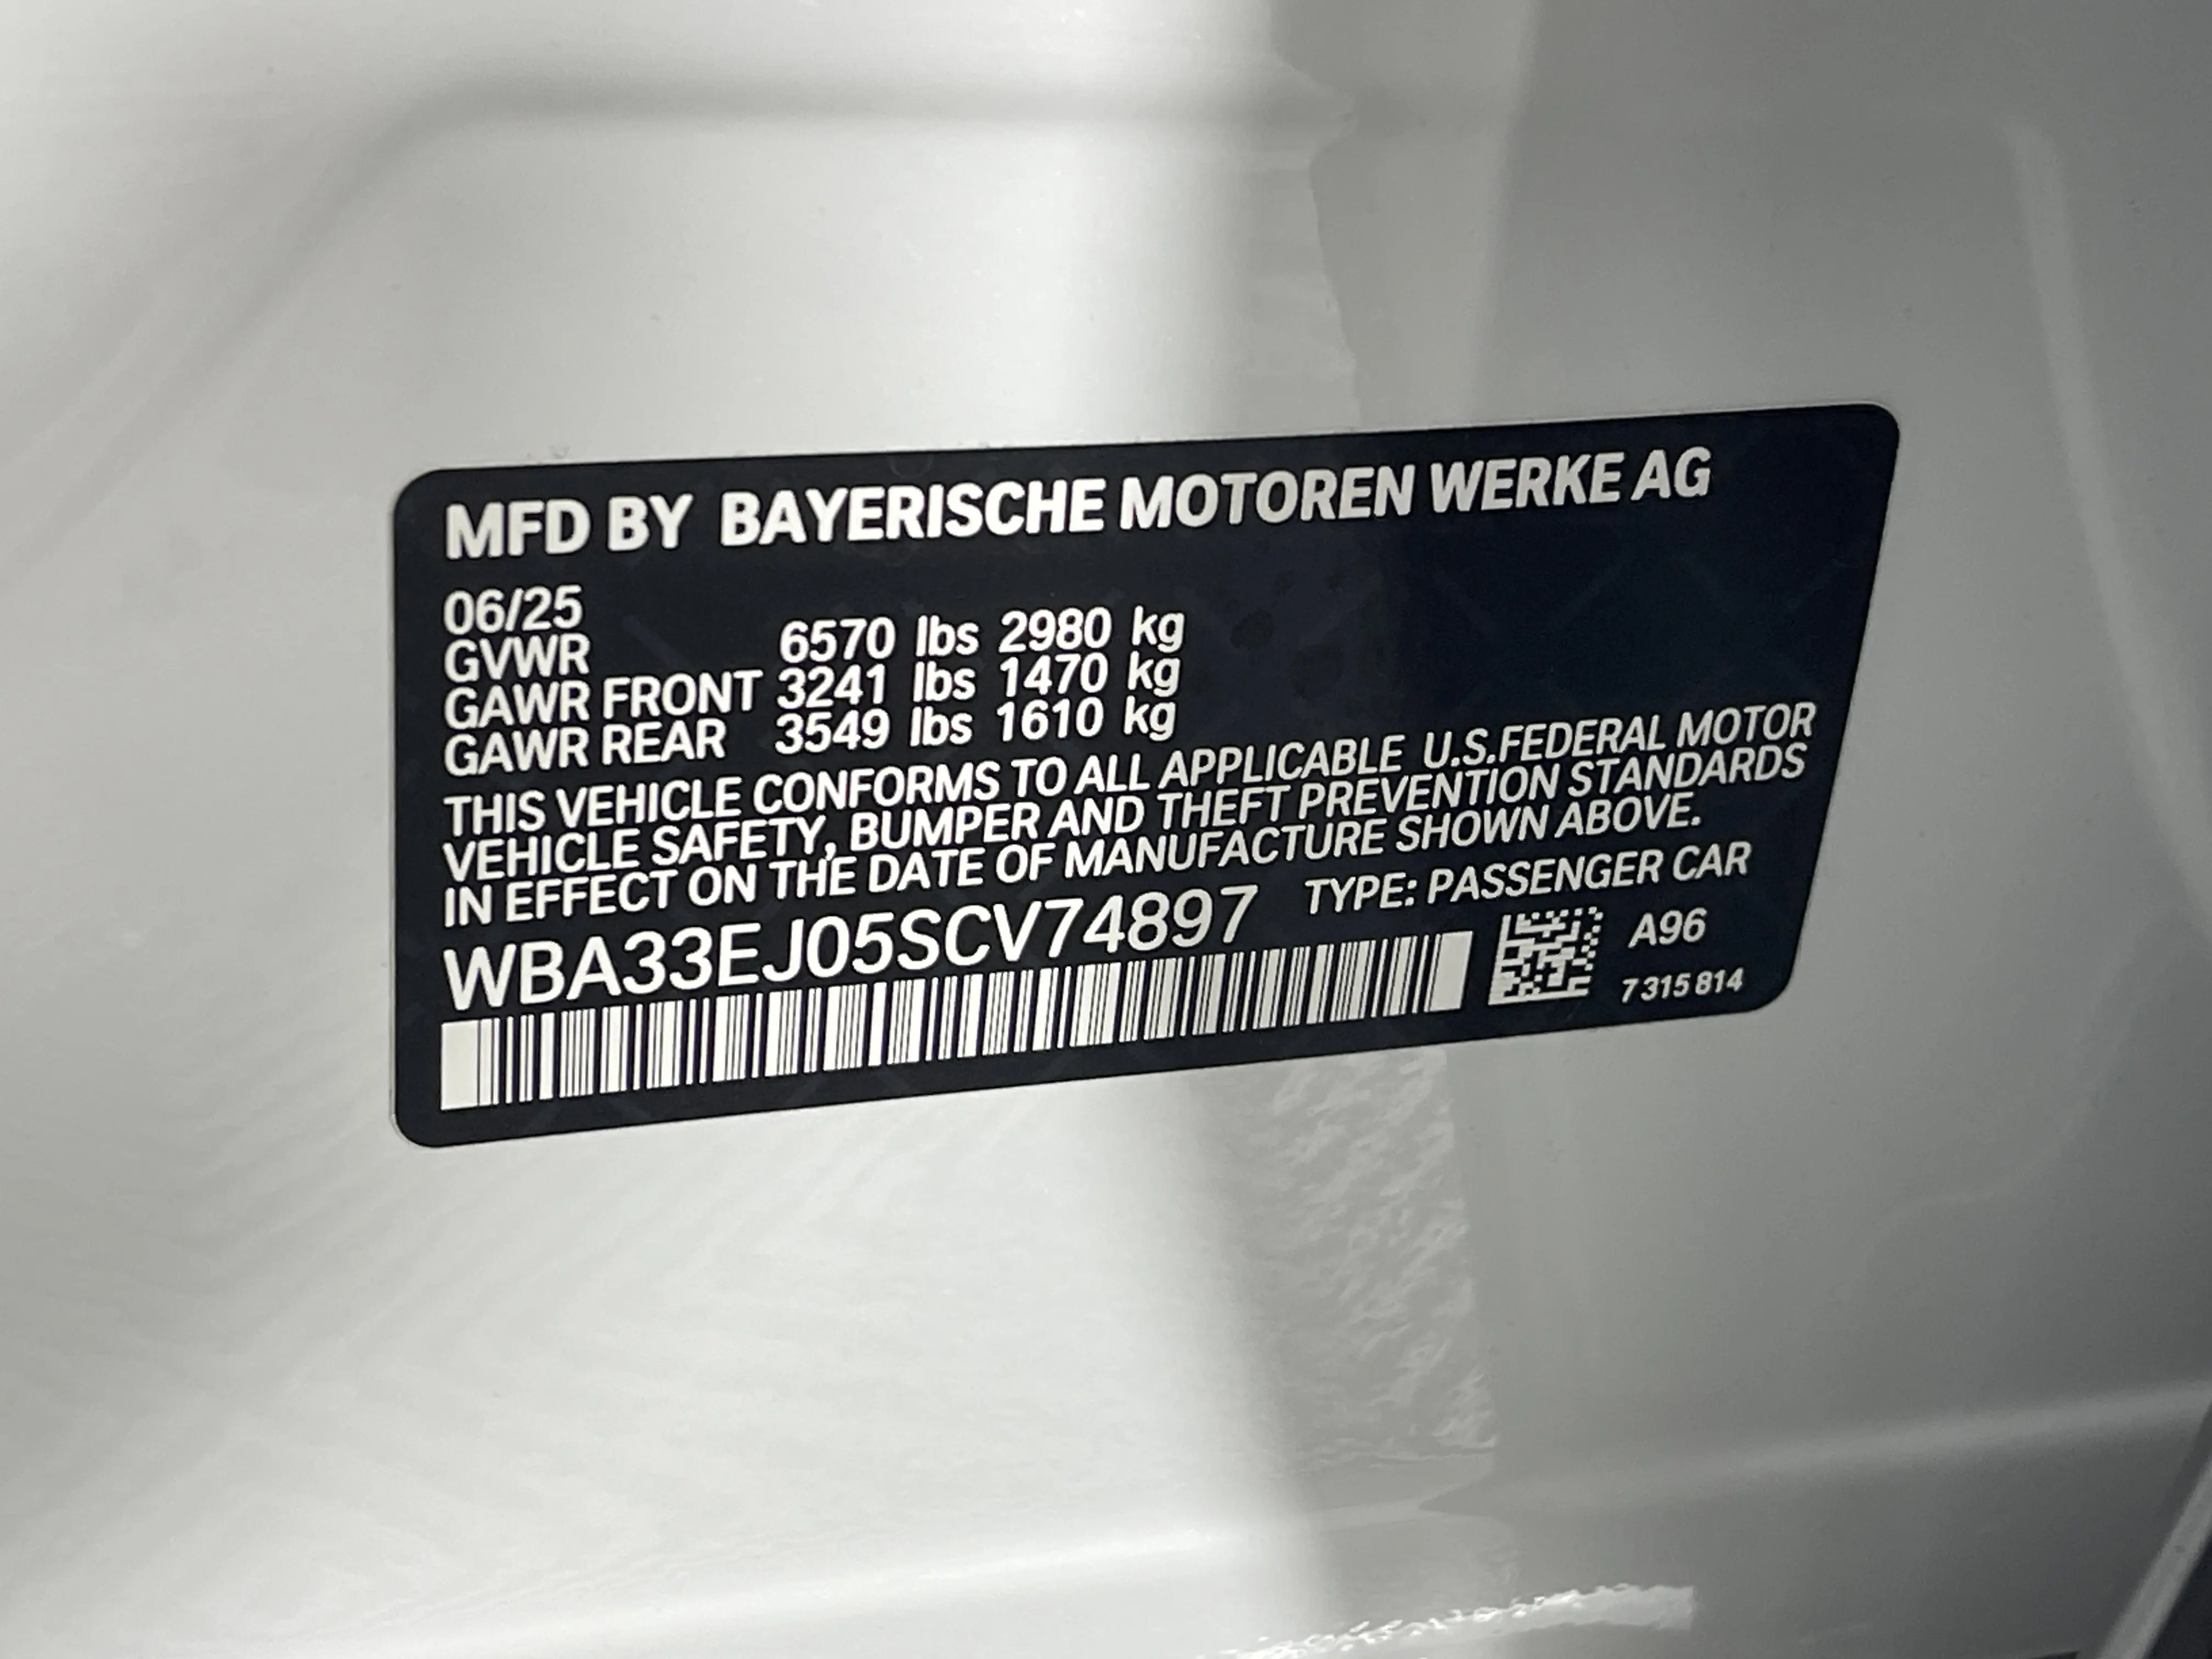 MFD BY BAYERISCHE MOTOREN WERKE AG
06/25
GVWR 6570 lbs 2980 kg
GAWR FRONT 3241 lbs 1470 kg
GAWR REAR 3549 lbs 1610 kg
THIS VEHICLE CONFORMS TO ALL APPLICABLE U.S.FEDERAL MOTOR
VEHICLE SAFETY, BUMPER AND THEFT PREVENTION STANDARDS
IN EFFECT ON THE DATE OF MANUFACTURE SHOWN ABOVE.
WBA33EJ05SCV74897 TYPE: PASSENGER CAR
A96
7 315 814